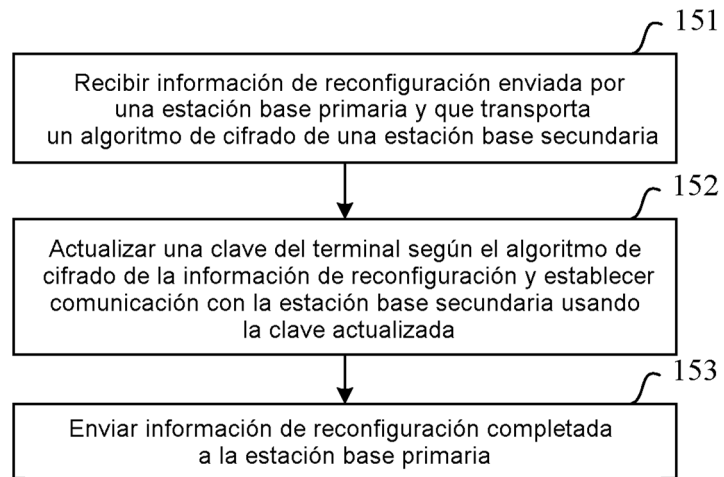 151
Recibir información de reconfiguración enviada por
una estación base primaria y que transporta
un algoritmo de cifrado de una estación base secundaria
152
Actualizar una clave del terminal según el algoritmo de
cifrado de la información de reconfiguración y establecer
comunicación con la estación base secundaria usando
la clave actualizada
153
Enviar información de reconfiguración completada
a la estación base primaria